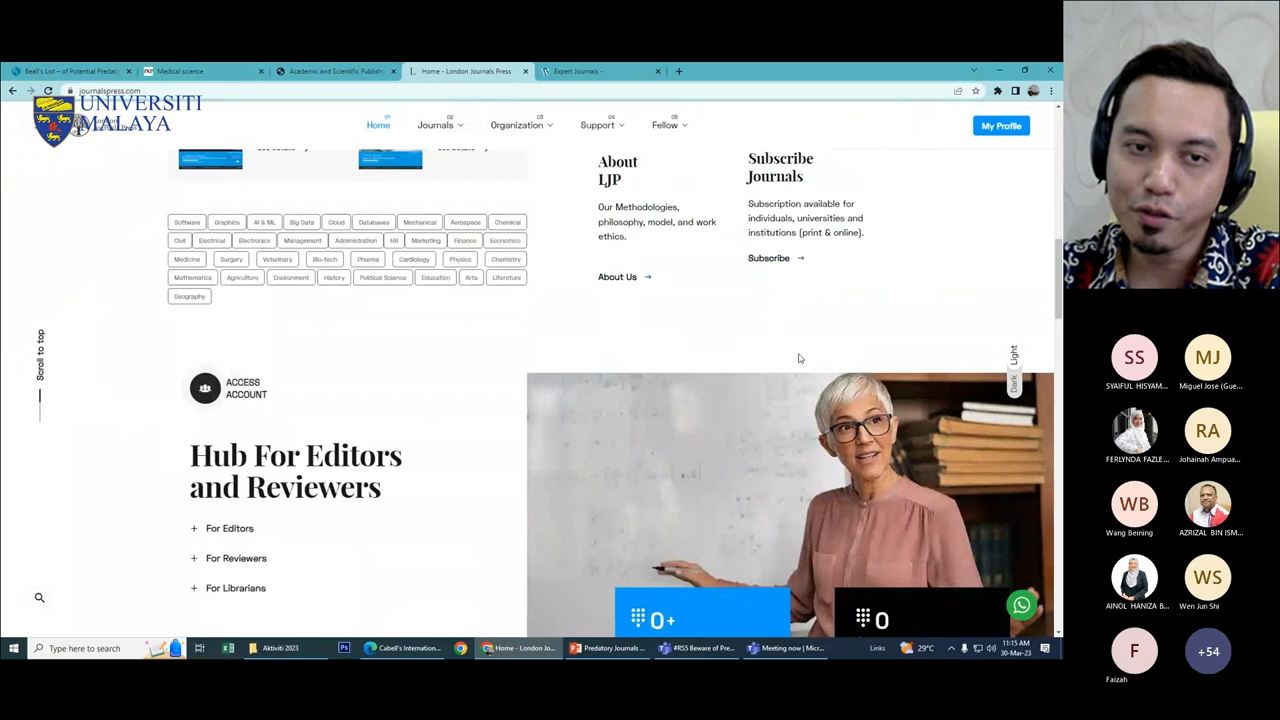 Beall's List – of Potential Predat
Medical science
Academic and Scientific Publish
Home - London Journals Press
Expert Journals -
journalspress.com
UNIVERSITI
MALAYA
01
Home
02
Journals
03
Organization
04
Support
05
Fellow
My Profile
About
LJP
Our Methodologies,
philosophy, model, and work
ethics.
About Us
Subscribe
Journals
Subscription available for
individuals, universities and
institutions (print & online).
Subscribe
Software Graphics AI & ML Big Data Cloud Databases Mechanical Aerospace Chemical
Civil Electrical Electronics Management Administration HR Marketing Finance Economics
Medicine Surgery Veterinary Bio-tech Pharma Cardiology Physics Chemistry
Mathematics Agriculture Environment History Political Science Education Arts Literature
Geography
Scroll to top
Light
Dark
ACCESS
ACCOUNT
Hub For Editors
and Reviewers
+ For Editors
+ For Reviewers
+ For Librarians
0+
0
Type here to search
Aktiviti 2023
Cabell's Internation...
Home - London Jo...
Predatory Journals ...
#RS5 Beware of Pre...
Meeting now | Micr...
Links
29°C
11:15 AM
30-Mar-23
SS
SYAIFUL HISYAM...
MJ
Miguel Jose (Gue...
FERLYNDA FAZLE...
RA
Johainah Ampua...
WB
Wang Beining
AZRIZAL BIN ISM...
AINOL HANIZA B...
WS
Wen Jun Shi
F
Faizah
+54